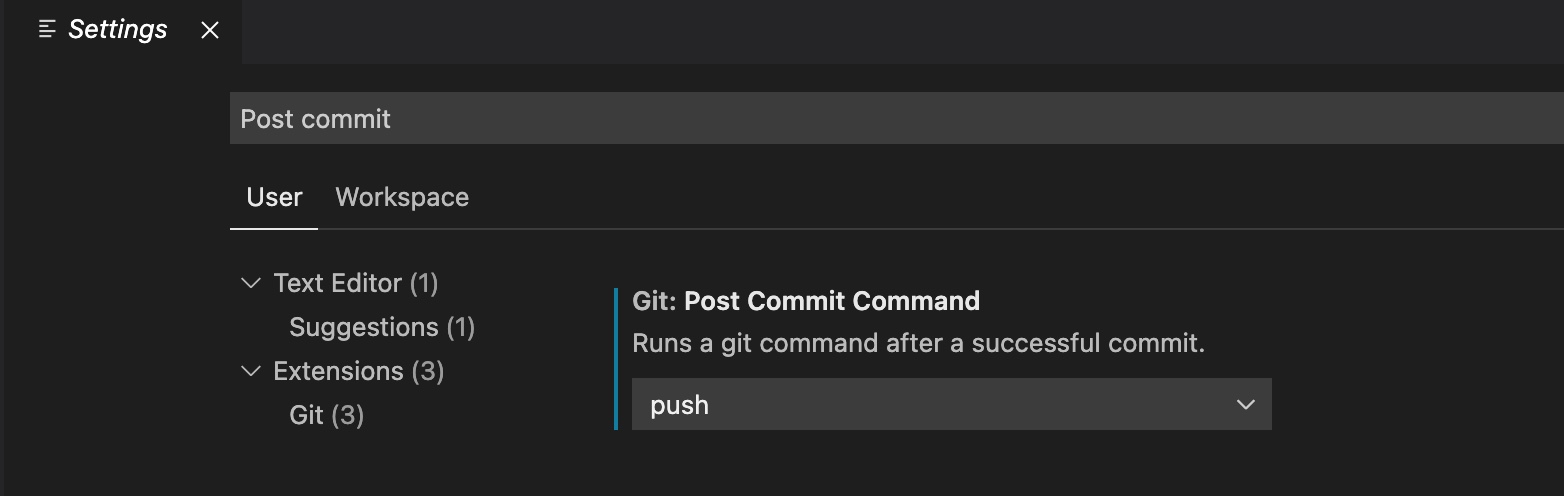 Settings
Post commit
User Workspace
Text Editor (1)
Suggestions (1)
Extensions (3)
Git (3)
Git: Post Commit Command
Runs a git command after a successful commit.
push